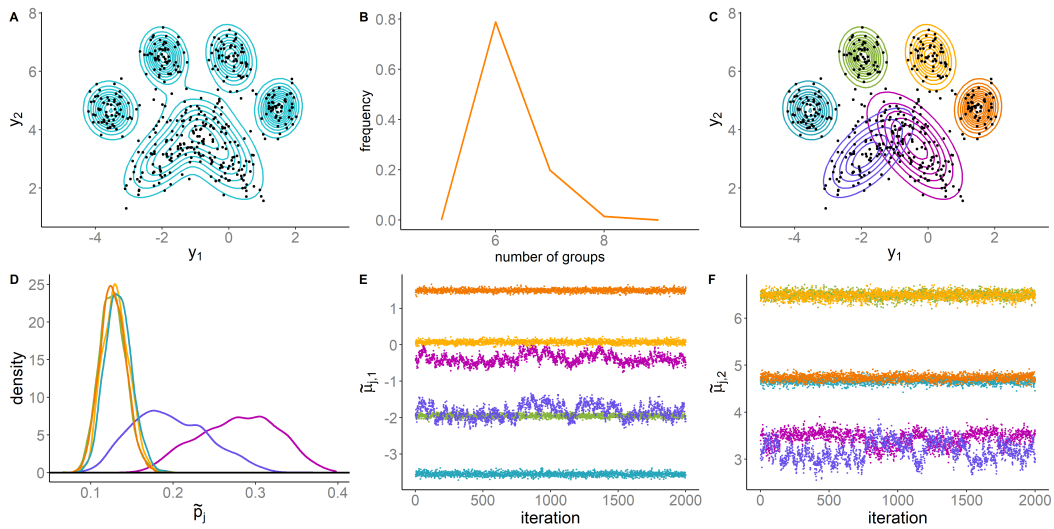 A
8
6
4
2
y2
-4
-2
0
2
y1
B
0.8
0.6
0.4
0.2
0.0
frequency
6
8
number of groups
C
8
6
4
2
y2
-4
-2
0
2
y1
D
25
20
15
10
5
0
density
0.1
0.2
0.3
0.4
p̃j
E
1
0
-1
-2
-3
μ̃j,1
0
500
1000
1500
2000
iteration
F
6
5
4
3
μ̃j,2
0
500
1000
1500
2000
iteration